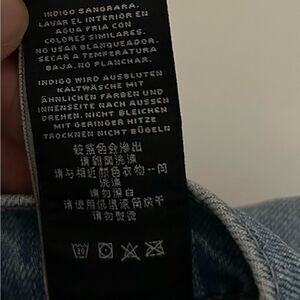 INDIGO SANGRARA.
LAVAR EL INTERIOR EN
AGUA FRIA CON
COLORES SIMILARES.
NO USAR BLANQUEADOR.
SECAR A TEMPERATURA
BAJA. NO PLANCHAR.
INDIGO WIRD AUSBLUTEN
KALTWÄSCHE MIT
ÄHNLICHEN FARBEN UND
INNENSEITE NACH AUSSEN
DREHEN. NICHT BLEICHEN
MIT GERINGER HITZE
TROCKNEN NICHT BÜGELN
靛蓝色会渗出
请翻面洗涤
请与相近颜色衣物一同
洗涤
请勿漂白
请使用低温滚筒烘干
请勿熨烫